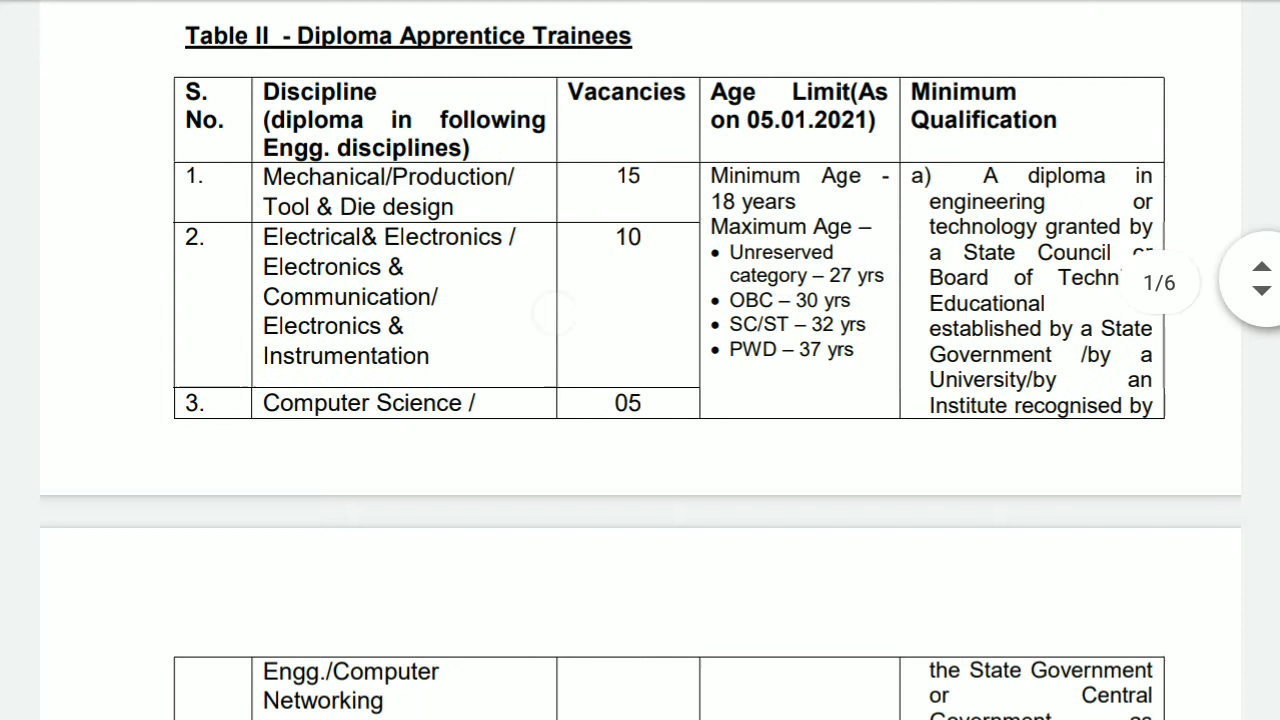 Table II - Diploma Apprentice Trainees
S. No.
Discipline (diploma in following Engg. disciplines)
Vacancies
Age Limit(As on 05.01.2021)
Minimum Qualification
1.
Mechanical/Production/
Tool & Die design
15
Minimum Age -
18 years
Maximum Age –
• Unreserved
category – 27 yrs
• OBC – 30 yrs
• SC/ST – 32 yrs
• PWD – 37 yrs
a) A diploma in
engineering or
technology granted by
a State Council
Board of
Educational
established by a State
Government /by a
University/by an
Institute recognised by
2.
Electrical& Electronics /
Electronics &
Communication/
Electronics &
Instrumentation
10
3.
Computer Science /
05
1/6
Engg./Computer
Networking
the State Government
or Central